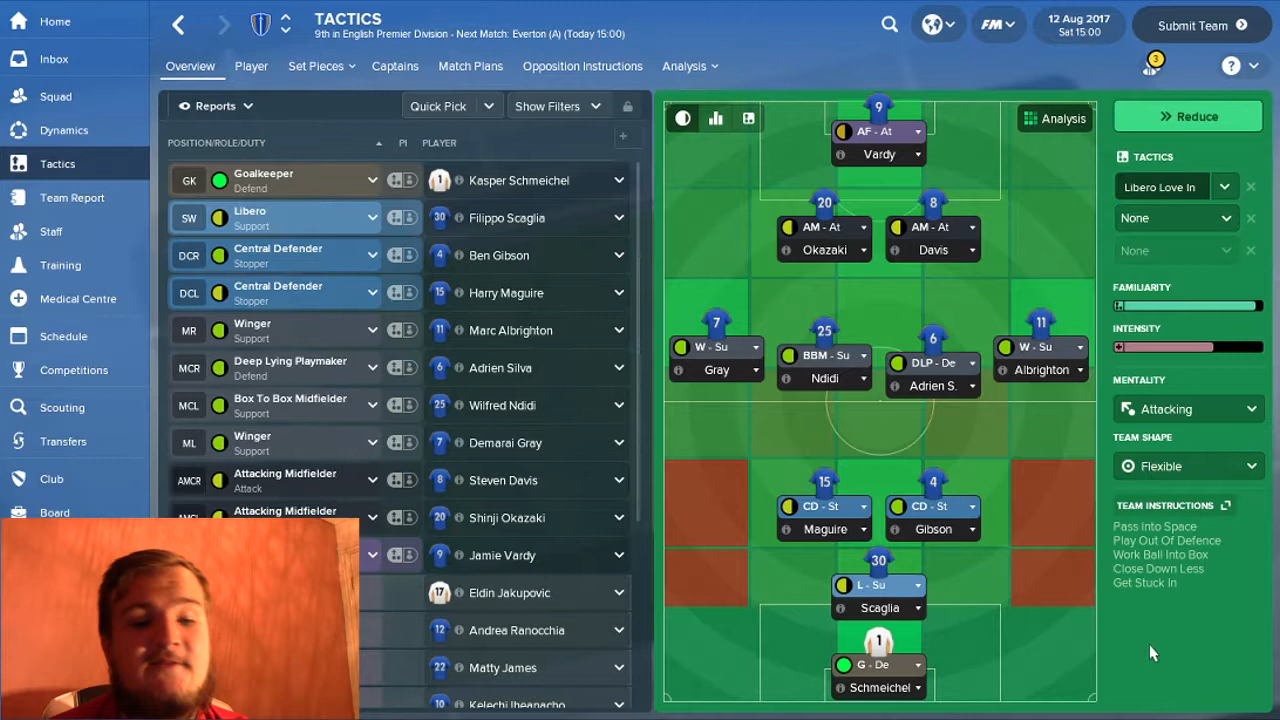 Home
Inbox
Squad
Dynamics
Tactics
Team Report
Staff
Training
Medical Centre
Schedule
Competitions
Scouting
Transfers
Club
Board
TACTICS
9th in English Premier Division - Next Match: Everton (A) (Today 15:00)
FM
12 Aug 2017
Sat 15:00
Submit Team
Overview
Player
Set Pieces
Captains
Match Plans
Opposition Instructions
Analysis
3
?
Reports
Quick Pick
Show Filters
POSITION/ROLE/DUTY
PI
PLAYER
GK
Goalkeeper
Defend
1
Kasper Schmeichel
SW
Libero
Support
30
Filippo Scaglia
DCR
Central Defender
Stopper
4
Ben Gibson
DCL
Central Defender
Stopper
15
Harry Maguire
MR
Winger
Support
11
Marc Albrighton
MCR
Deep Lying Playmaker
Defend
6
Adrien Silva
MCL
Box To Box Midfielder
Support
25
Wilfred Ndidi
ML
Winger
Support
7
Demarai Gray
AMCR
Attacking Midfielder
Attack
8
Steven Davis
Attacking Midfielder
20
Shinji Okazaki
9
Jamie Vardy
17
Eldin Jakupovic
12
Andrea Ranocchia
22
Matty James
10
Kelechi Iheanacho
Analysis
9
AF - At
Vardy
20
AM - At
Okazaki
8
AM - At
Davis
7
W - Su
Gray
25
BBM - Su
Ndidi
6
DLP - De
Adrien S.
11
W - Su
Albrighton
15
CD - St
Maguire
4
CD - St
Gibson
30
L - Su
Scaglia
1
G - De
Schmeichel
Reduce
TACTICS
Libero Love In
None
None
FAMILIARITY
INTENSITY
MENTALITY
Attacking
TEAM SHAPE
Flexible
TEAM INSTRUCTIONS
Pass Into Space
Play Out Of Defence
Work Ball Into Box
Close Down Less
Get Stuck In